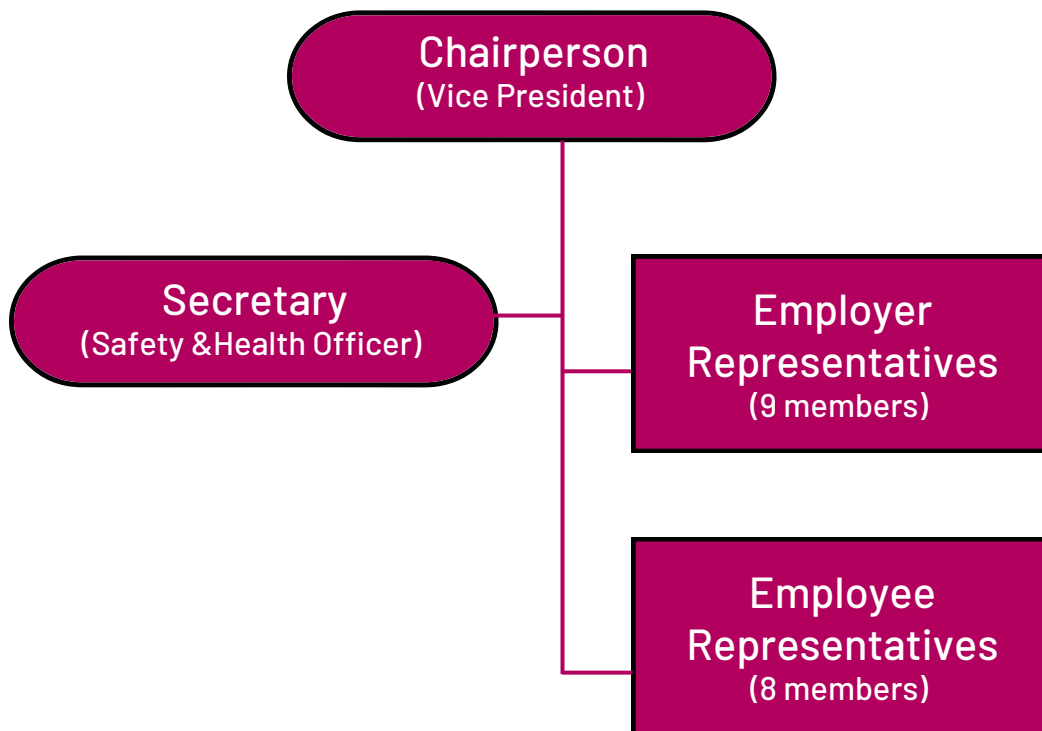 Chairperson
(Vice President)
Secretary
(Safety &Health Officer)
Employer
Representatives
(9 members)
Employee
Representatives
(8 members)